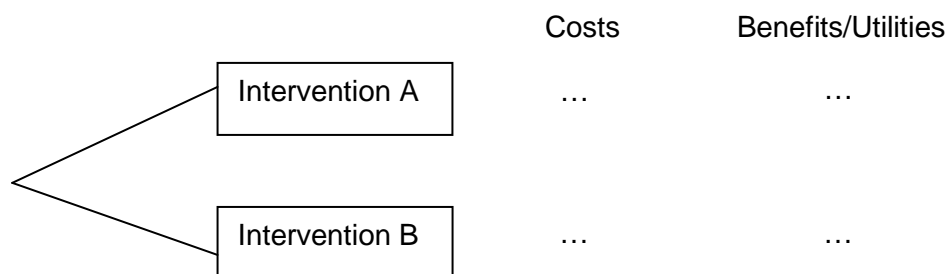 Costs Benefits/Utilities
Intervention A … …
Intervention B … …